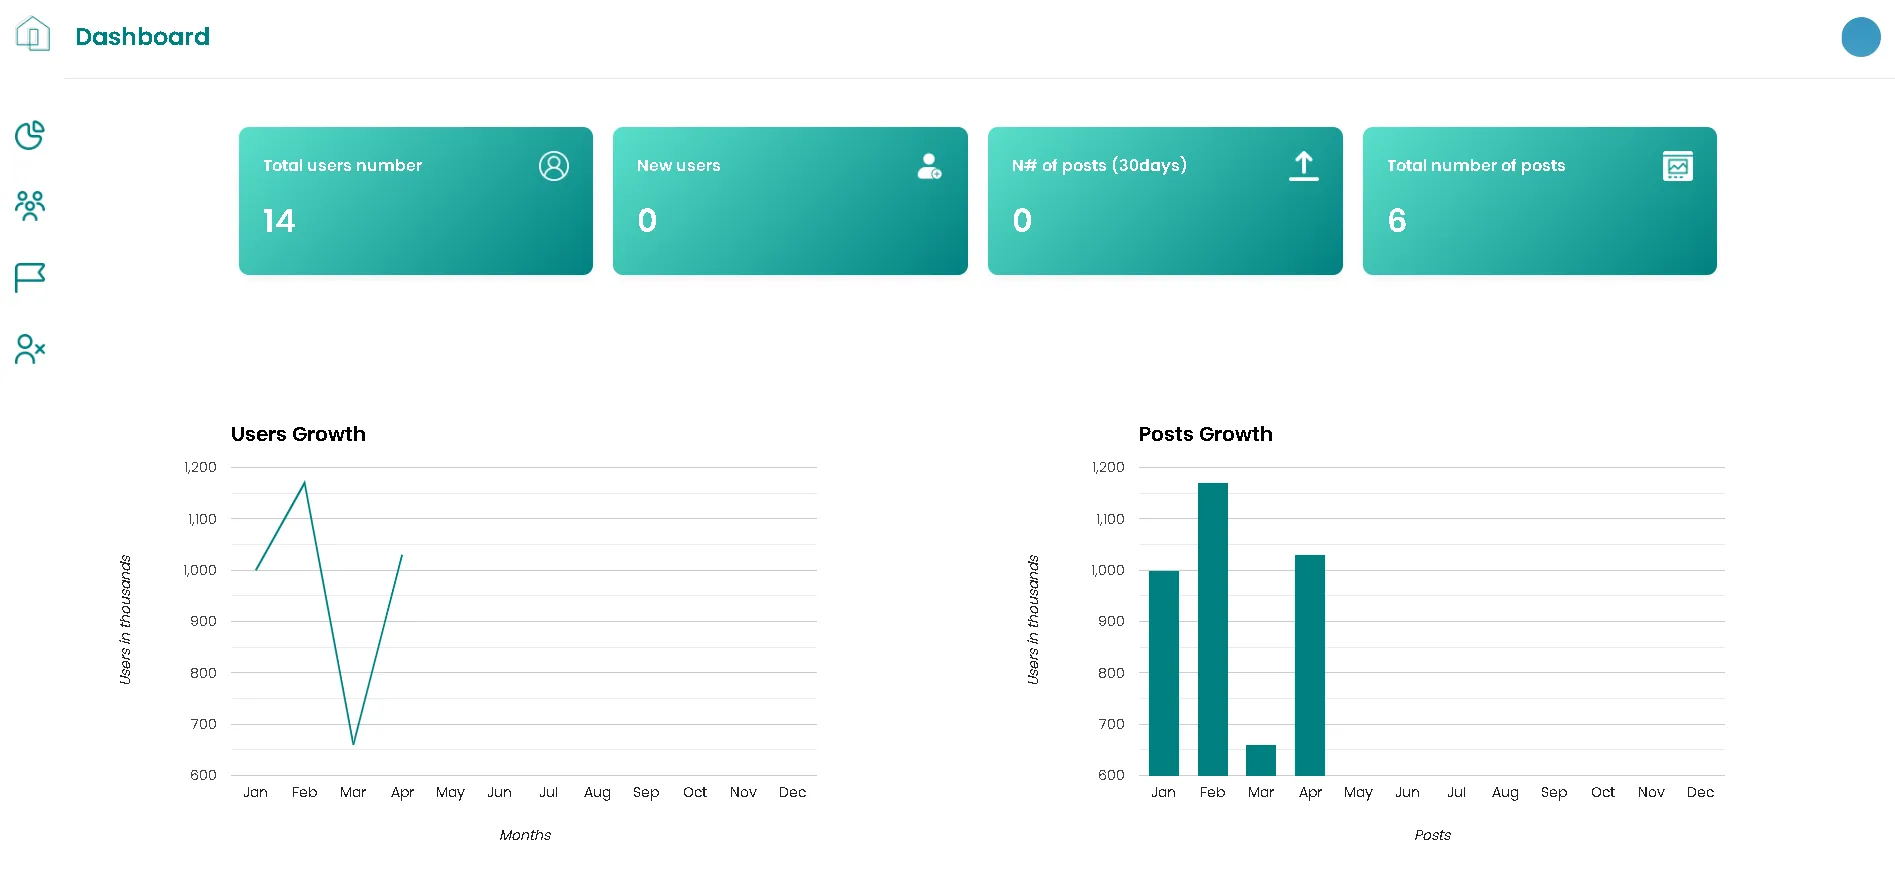 Dashboard
Total users number
14
New users
0
N# of posts (30days)
0
Total number of posts
6
Users Growth
1,200
1,100
1,000
900
800
700
600
Users in thousands
Jan Feb Mar Apr May Jun Jul Aug Sep Oct Nov Dec
Months
Posts Growth
1,200
1,100
1,000
900
800
700
600
Users in thousands
Jan Feb Mar Apr May Jun Jul Aug Sep Oct Nov Dec
Posts